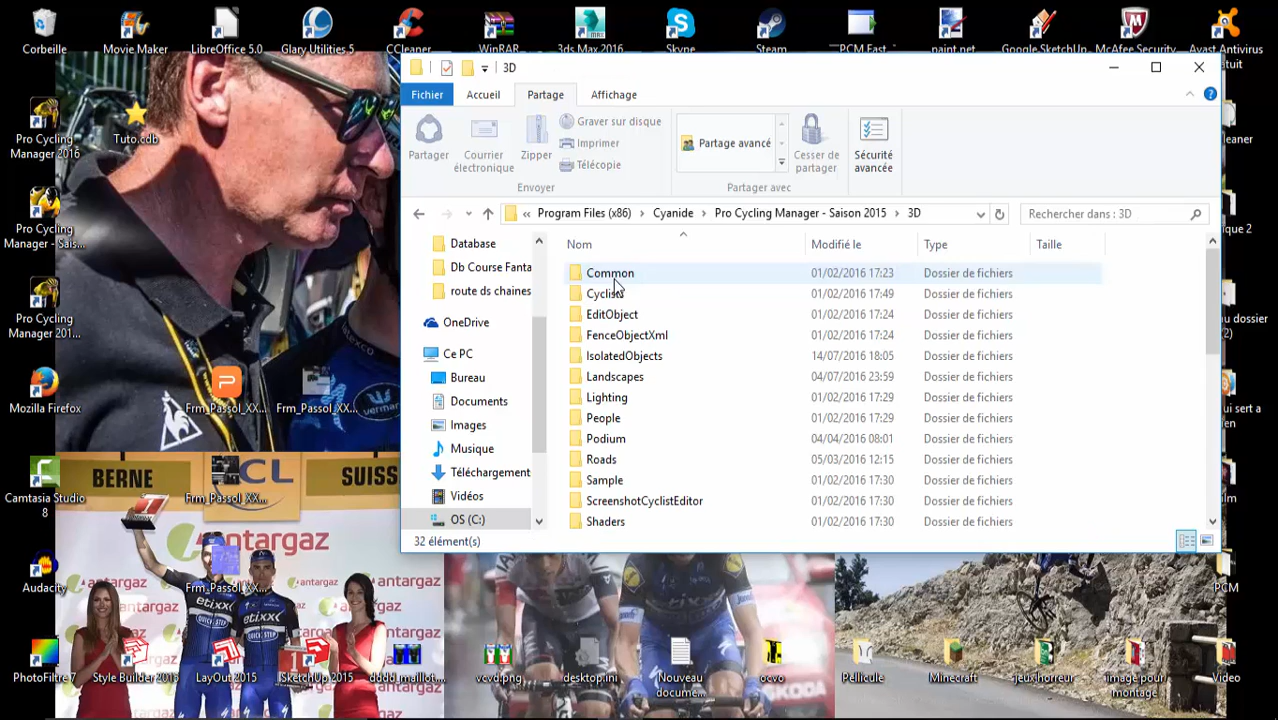 Corbeille
Movie Maker
LibreOffice 5.0
Glary Utilities 5
CCleaner
WinRAR
3ds Max 2016
Skype
Steam
PCM Fast
paint.net
Google SketchUp
McAfee Security
Avast Antivirus
Pro Cycling
Manager 2016
Tuto.cdb
Pro Cycling
Manager - Sais...
Pro Cycling
Manager 201...
Mozilla Firefox
Frm_Passol_XX...
Frm_Passol_XX...
3D
Fichier
Accueil
Partage
Affichage
Partager
Courrier
électronique
Zipper
Graver sur disque
Imprimer
Télécopie
Envoyer
Partage avancé
Partager avec
Cesser de
partager
Sécurité
avancée
« Program Files (x86) › Cyanide › Pro Cycling Manager - Saison 2015 › 3D
Rechercher dans : 3D
Database
Db Course Fanta
route ds chaines
OneDrive
Ce PC
Bureau
Documents
Images
Musique
Téléchargement
Vidéos
OS (C:)
Nom Modifié le Type Taille
Common 01/02/2016 17:23 Dossier de fichiers
Cyclists 01/02/2016 17:49 Dossier de fichiers
EditObject 01/02/2016 17:24 Dossier de fichiers
FenceObjectXml 01/02/2016 17:24 Dossier de fichiers
IsolatedObjects 14/07/2016 18:05 Dossier de fichiers
Landscapes 04/07/2016 23:59 Dossier de fichiers
Lighting 01/02/2016 17:29 Dossier de fichiers
People 01/02/2016 17:29 Dossier de fichiers
Podium 04/04/2016 08:01 Dossier de fichiers
Roads 05/03/2016 12:15 Dossier de fichiers
Sample 01/02/2016 17:30 Dossier de fichiers
ScreenshotCyclistEditor 01/02/2016 17:30 Dossier de fichiers
Shaders 01/02/2016 17:30 Dossier de fichiers
32 élément(s)
BERNE
CL
SUISS
antargaz
antargaz
etixx
etixx
QUICK-STEP
ŠKODA
Camtasia Studio
8
Frm_Passol_XX...
Audacity
Frm_Passol_XX...
PCM
PhotoFiltre 7
Style Builder 2013
LayOut 2015
SketchUp 2015
dddd_maillot...
vcvd.png
desktop.ini
Nouveau
docume...
ocvo
Pellicule
Minecraft
jeux horreur
image pour
montage
Video